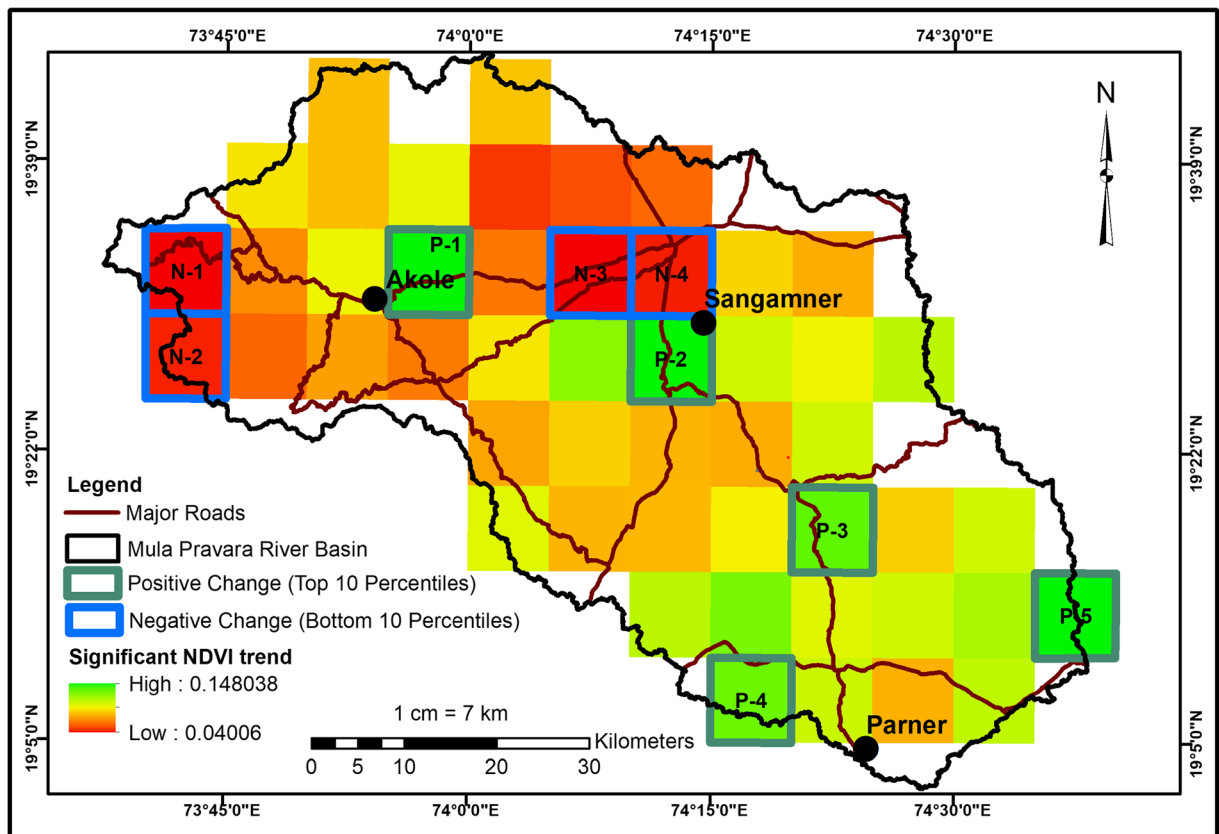 73°45'0"E 74°0'0"E 74°15'0"E 74°30'0"E
N
19°39'0"N 19°39'0"N
P-1
N-1 N-3 N-4
Akole
Sangamner
N-2 P-2
19°22'0"N 19°22'0"N
Legend
Major Roads
Mula Pravara River Basin
Positive Change (Top 10 Percentiles)
Negative Change (Bottom 10 Percentiles)
Significant NDVI trend
High : 0.148038
Low : 0.04006
P-3
P-5
P-4
Parner
1 cm = 7 km
Kilometers
0 5 10 20 30
19°5'0"N 19°5'0"N
73°45'0"E 74°0'0"E 74°15'0"E 74°30'0"E